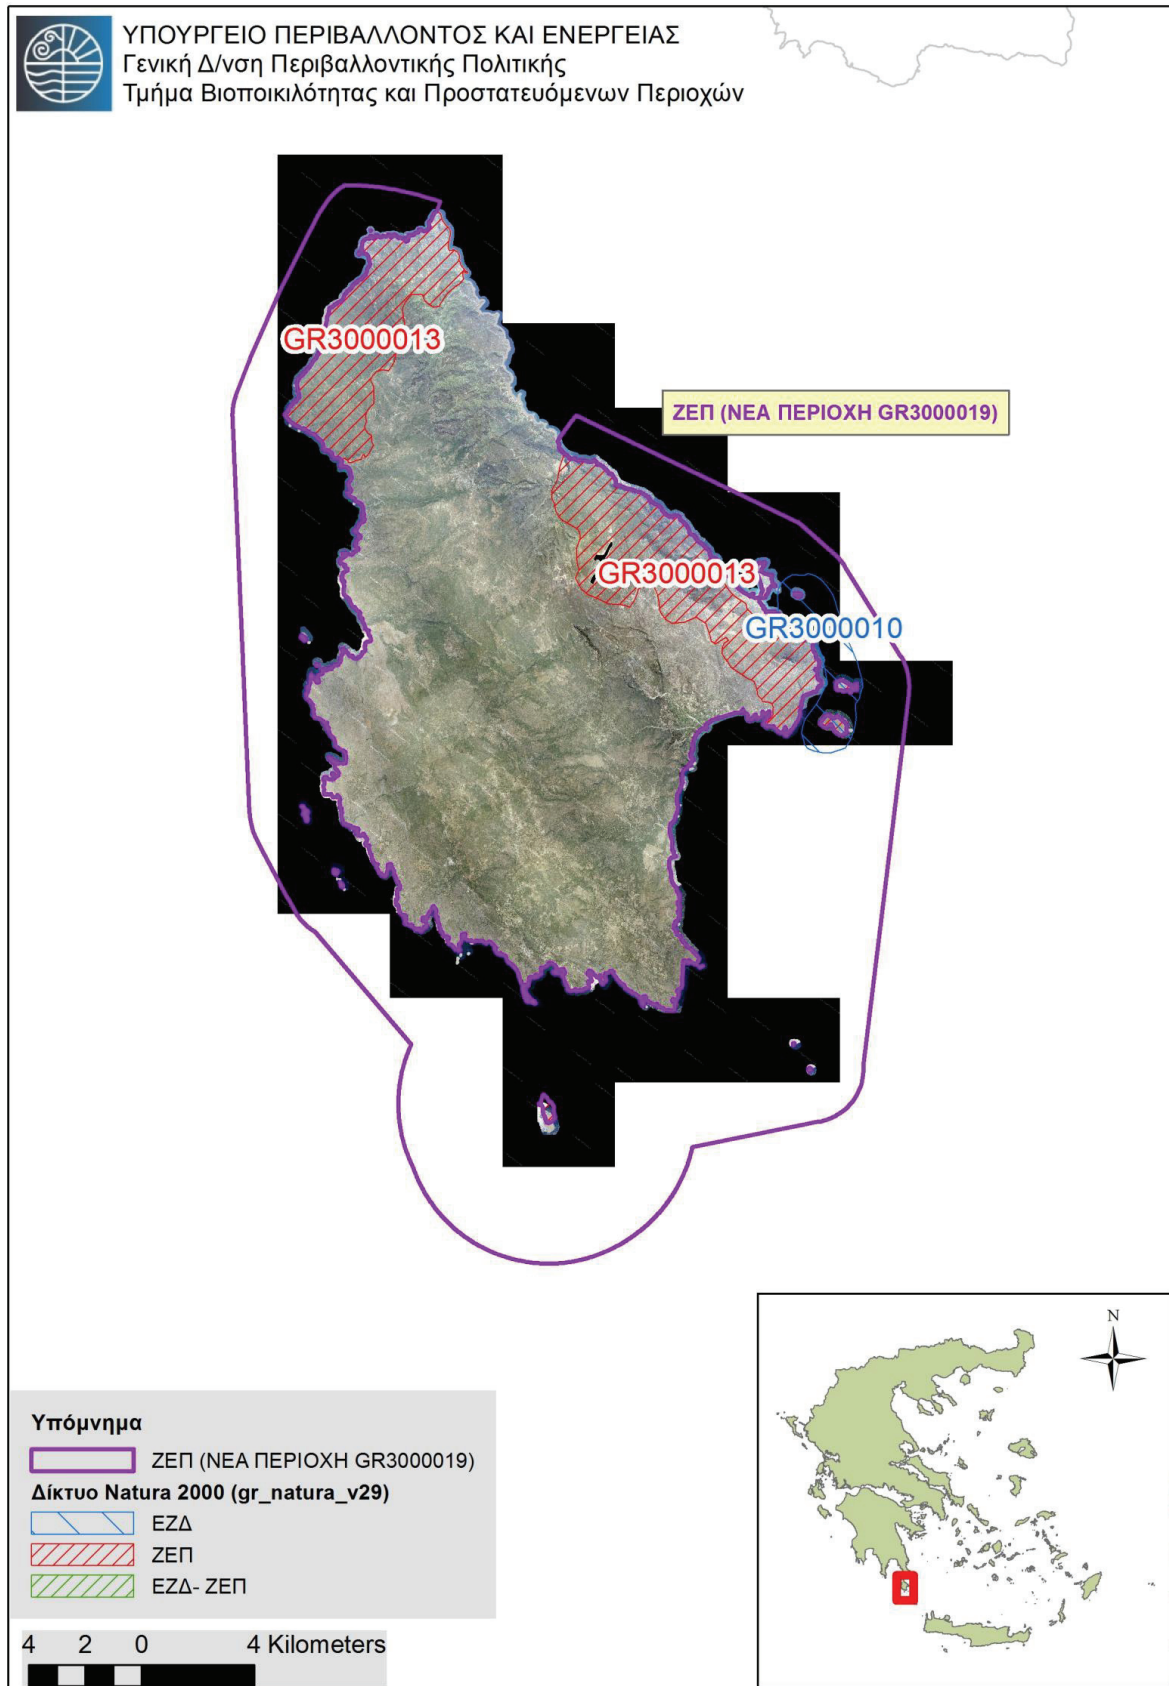 ΥΠΟΥΡΓΕΙΟ ΠΕΡΙΒΑΛΛΟΝΤΟΣ ΚΑΙ ΕΝΕΡΓΕΙΑΣ
Γενική Δ/νση Περιβαλλοντικής Πολιτικής
Τμήμα Βιοποικιλότητας και Προστατευόμενων Περιοχών
GR3000013
ΖΕΠ (ΝΕΑ ΠΕΡΙΟΧΗ GR3000019)
GR3000013
GR3000010
N
Υπόμνημα
ΖΕΠ (ΝΕΑ ΠΕΡΙΟΧΗ GR3000019)
Δίκτυο Natura 2000 (gr_natura_v29)
ΕΖΔ
ΖΕΠ
ΕΖΔ- ΖΕΠ
4 2 0 4 Kilometers